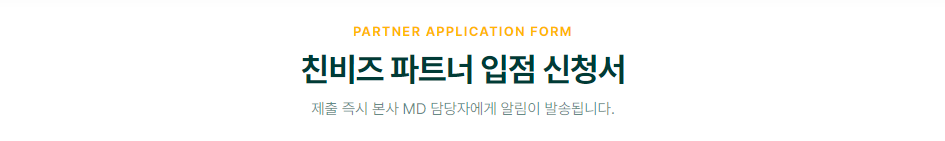 PARTNER APPLICATION FORM
친비즈 파트너 입점 신청서
제출 즉시 본사 MD 담당자에게 알림이 발송됩니다.